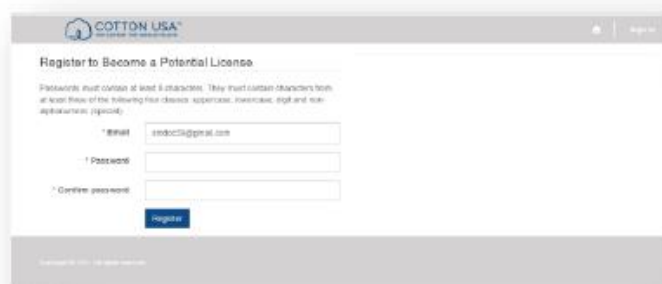 COTTON USA™
Register to Become a Potential License
Passwords must contain at least 8 characters. They must contain characters from
at least three of the following four classes: uppercase, lowercase, digit and non-
alphanumeric (special)
* Email
* Password
* Confirm password
Register